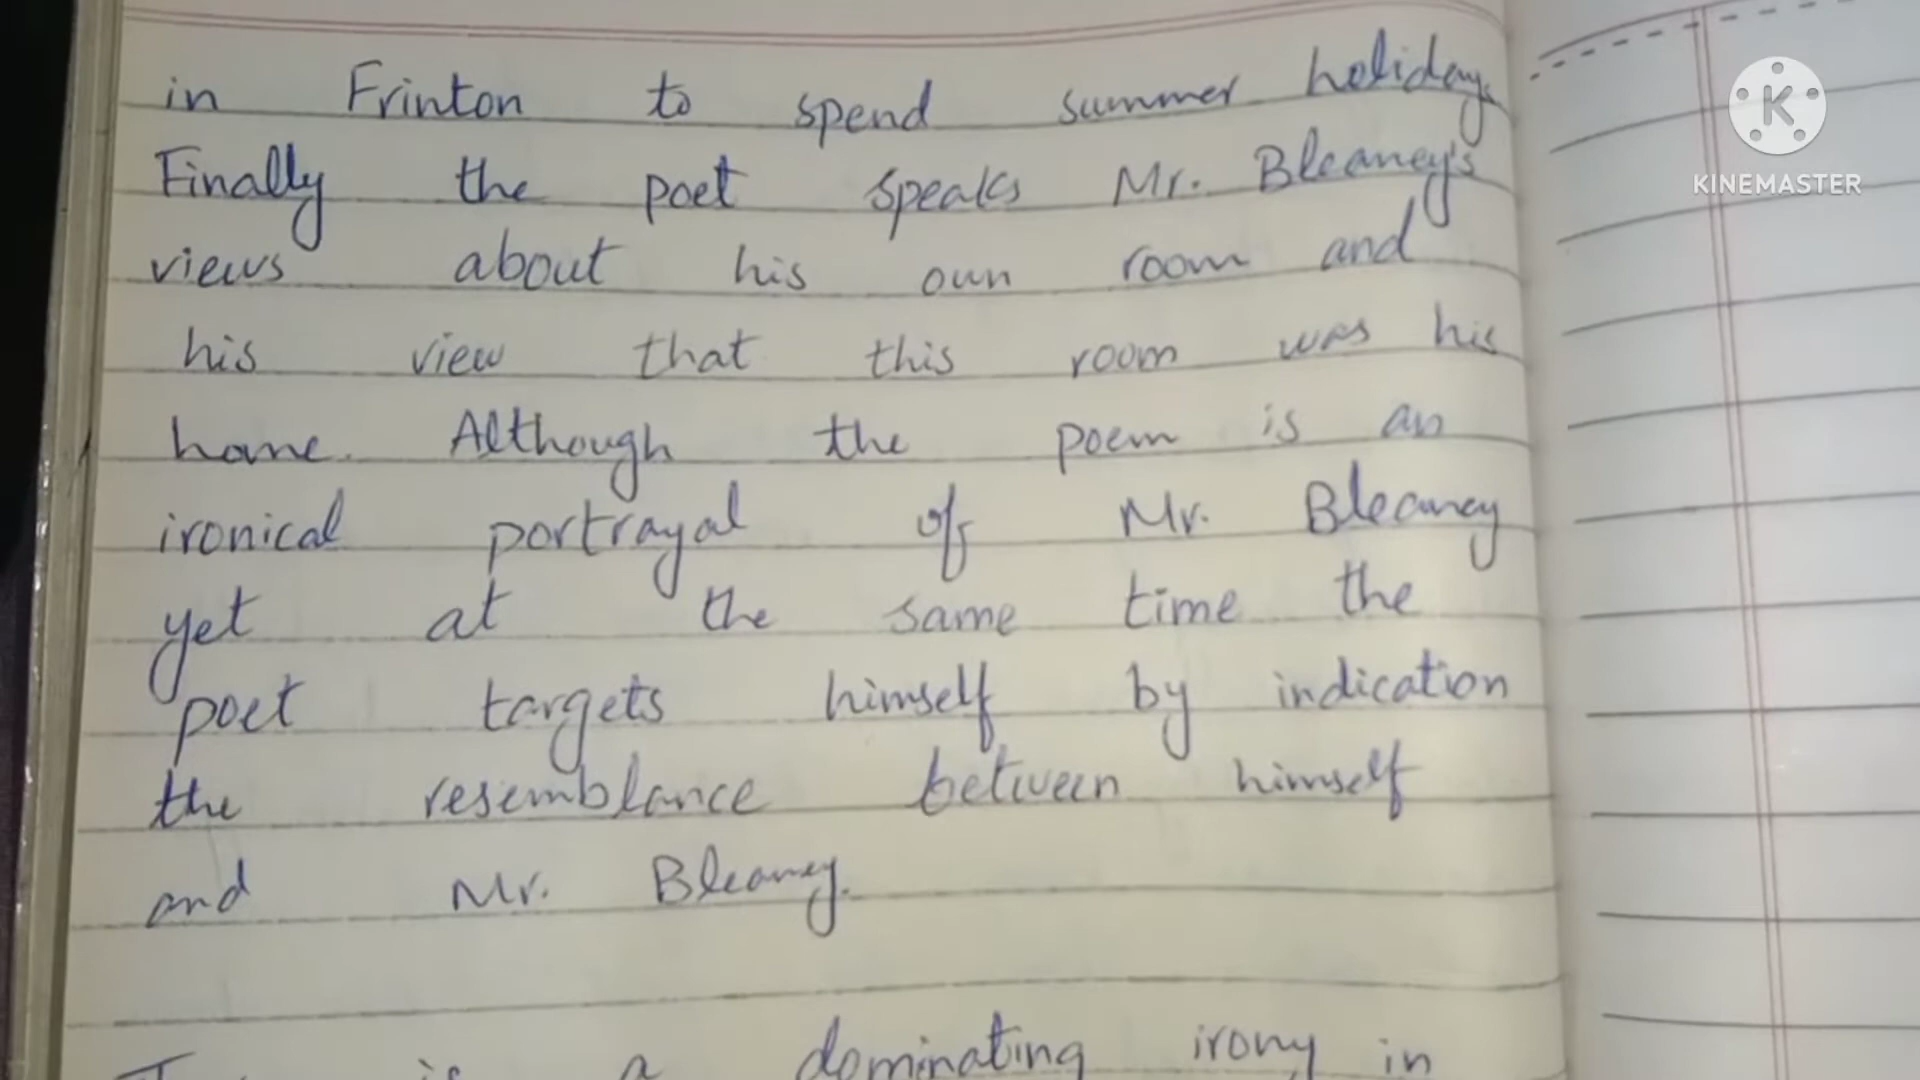 in Frinton to spend summer holidays.
Finally the poet speaks Mr. Bleaney's
views about his own room and
his view that this room was his
home. Although the poem is an
ironical portrayal of Mr. Bleaney
yet at the same time the
poet targets himself by indication
the resemblance between himself
and Mr. Bleaney.
is a dominating irony in
KINEMASTER